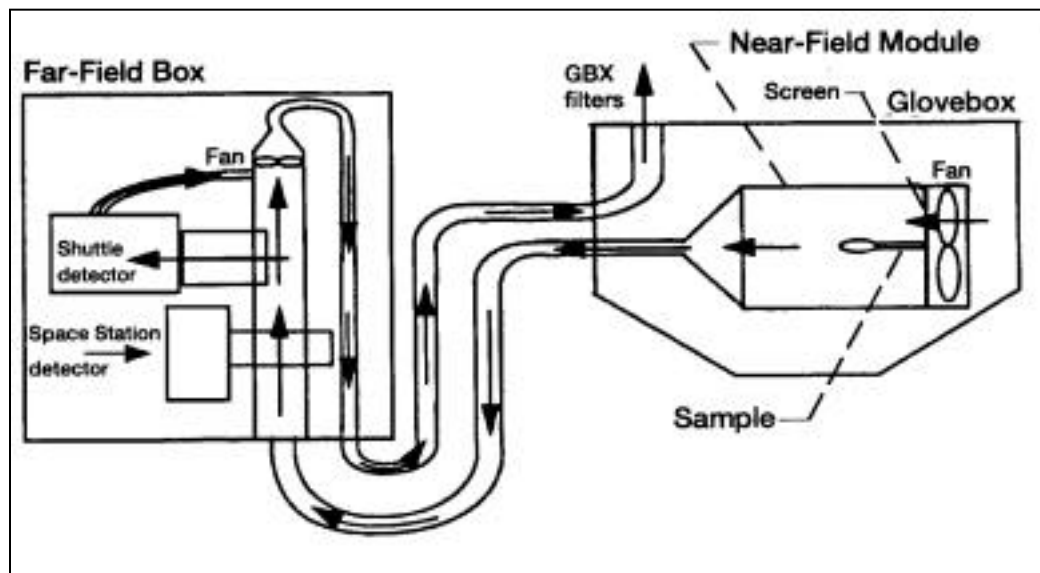 Near-Field Module
Far-Field Box
GBX
filters
Screen
Glovebox
Fan
Fan
Shuttle
detector
Space Station
detector
Sample